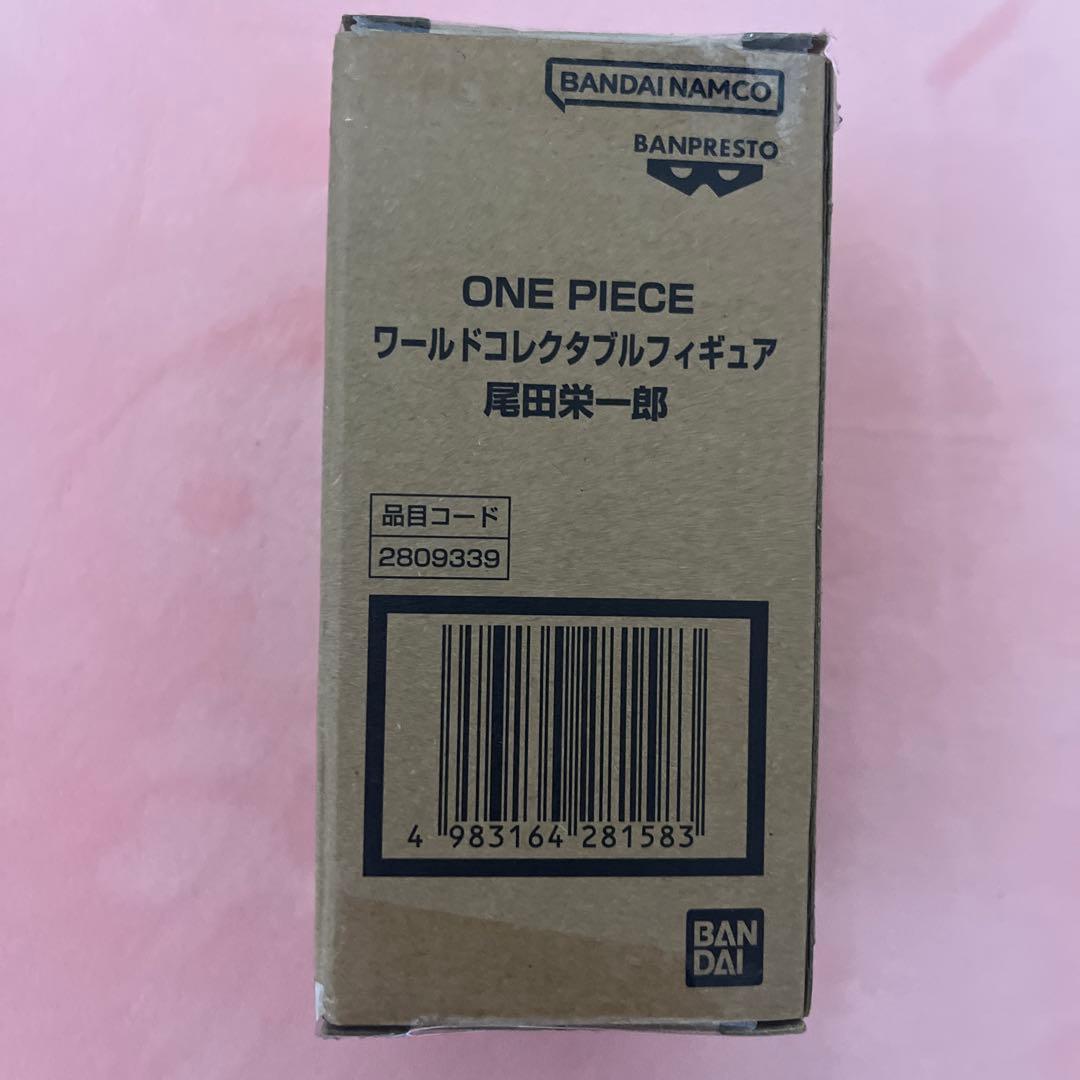 BANDAI NAMCO
BANPRESTO
ONE PIECE
ワールドコレクタブルフィギュア
尾田栄一郎
品目コード
2809339
4 983164 281583
BAN
DAI